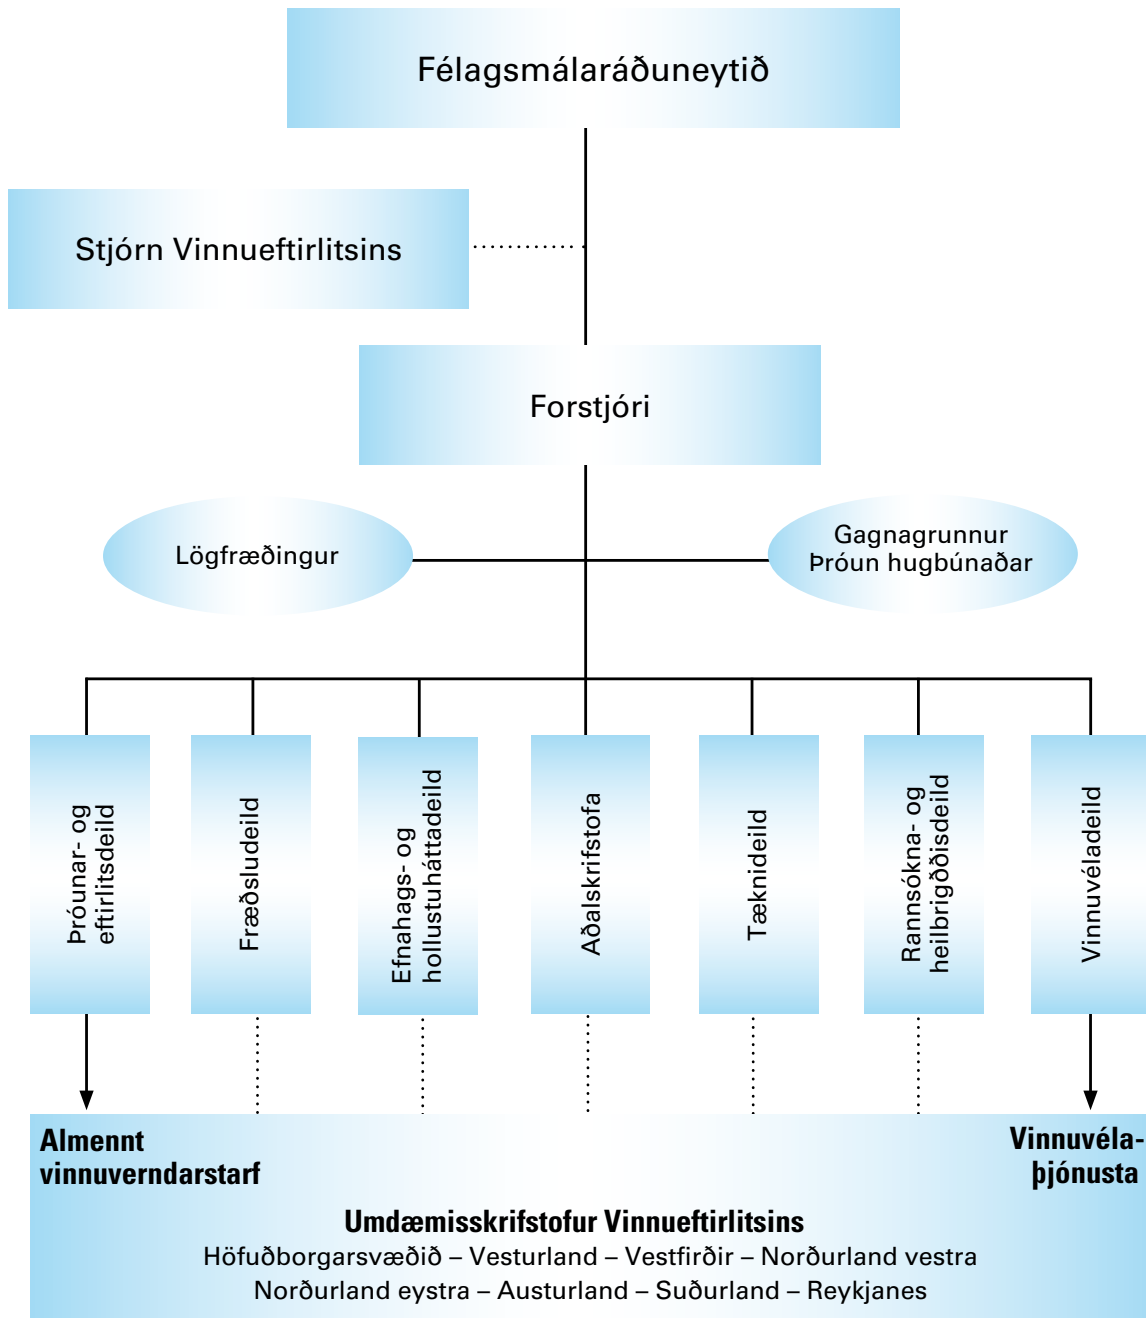 Félagsmálaráðuneytið
Stjórn Vinnueftirlitsins
Forstjóri
Lögfræðingur
Gagnagrunnur
Þróun hugbúnaðar
Þróunar- og
eftirlitsdeild
Fræðsludeild
Efnahags- og
hollustuháttadeild
Aðalskrifstofa
Tæknideild
Rannsókna- og
heilbrigððisdeild
Vinnuvéladeild
Almennt
vinnuverndarstarf
Vinnuvéla-
þjónusta
Umdæmisskrifstofur Vinnueftirlitsins
Höfuðborgarsvæðið – Vesturland – Vestfirðir – Norðurland vestra
Norðurland eystra – Austurland – Suðurland – Reykjanes